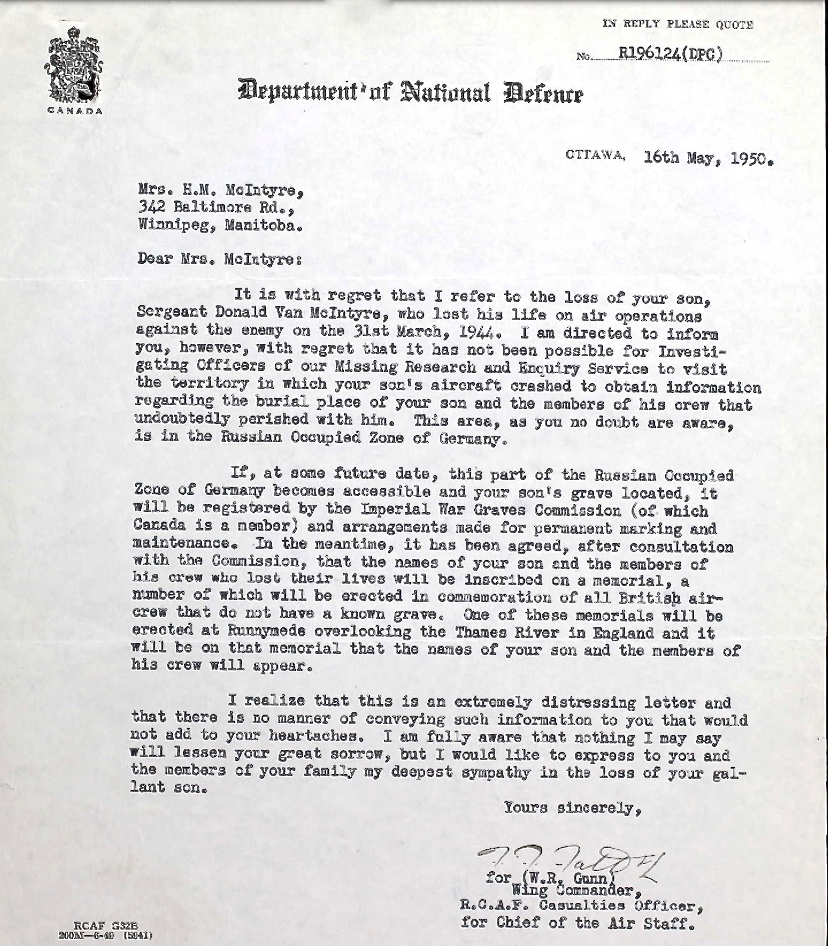 IN REPLY PLEASE QUOTE
No. R196124(DPC)
CANADA
Department of National Defence
OTTAWA, 16th May, 1950.
Mrs. H.M. McIntyre,
342 Baltimore Rd.,
Winnipeg, Manitoba.
Dear Mrs. McIntyre:
It is with regret that I refer to the loss of your son,
Sergeant Donald Van McIntyre, who lost his life on air operations
against the enemy on the 31st March, 1944. I am directed to inform
you, however, with regret that it has not been possible for Investi-
gating Officers of our Missing Research and Enquiry Service to visit
the territory in which your son's aircraft crashed to obtain information
regarding the burial place of your son and the members of his crew that
undoubtedly perished with him. This area, as you no doubt are aware,
is in the Russian Occupied Zone of Germany.
If, at some future date, this part of the Russian Occupied
Zone of Germany becomes accessible and your son's grave located, it
will be registered by the Imperial War Graves Commission (of which
Canada is a member) and arrangements made for permanent marking and
maintenance. In the meantime, it has been agreed, after consultation
with the Commission, that the names of your son and the members of
his crew who lost their lives will be inscribed on a memorial, a
number of which will be erected in commemoration of all British air-
crew that do not have a known grave. One of these memorials will be
erected at Runnymede overlooking the Thames River in England and it
will be on that memorial that the names of your son and the members of
his crew will appear.
I realize that this is an extremely distressing letter and
that there is no manner of conveying such information to you that would
not add to your heartaches. I am fully aware that nothing I may say
will lessen your great sorrow, but I would like to express to you and
the members of your family my deepest sympathy in the loss of your gal-
lant son.
Yours sincerely,
for (W.R. Gunn)
Wing Commander,
R.C.A.F. Casualties Officer,
for Chief of the Air Staff.
RCAF G32B
200M—6-49 (5941)